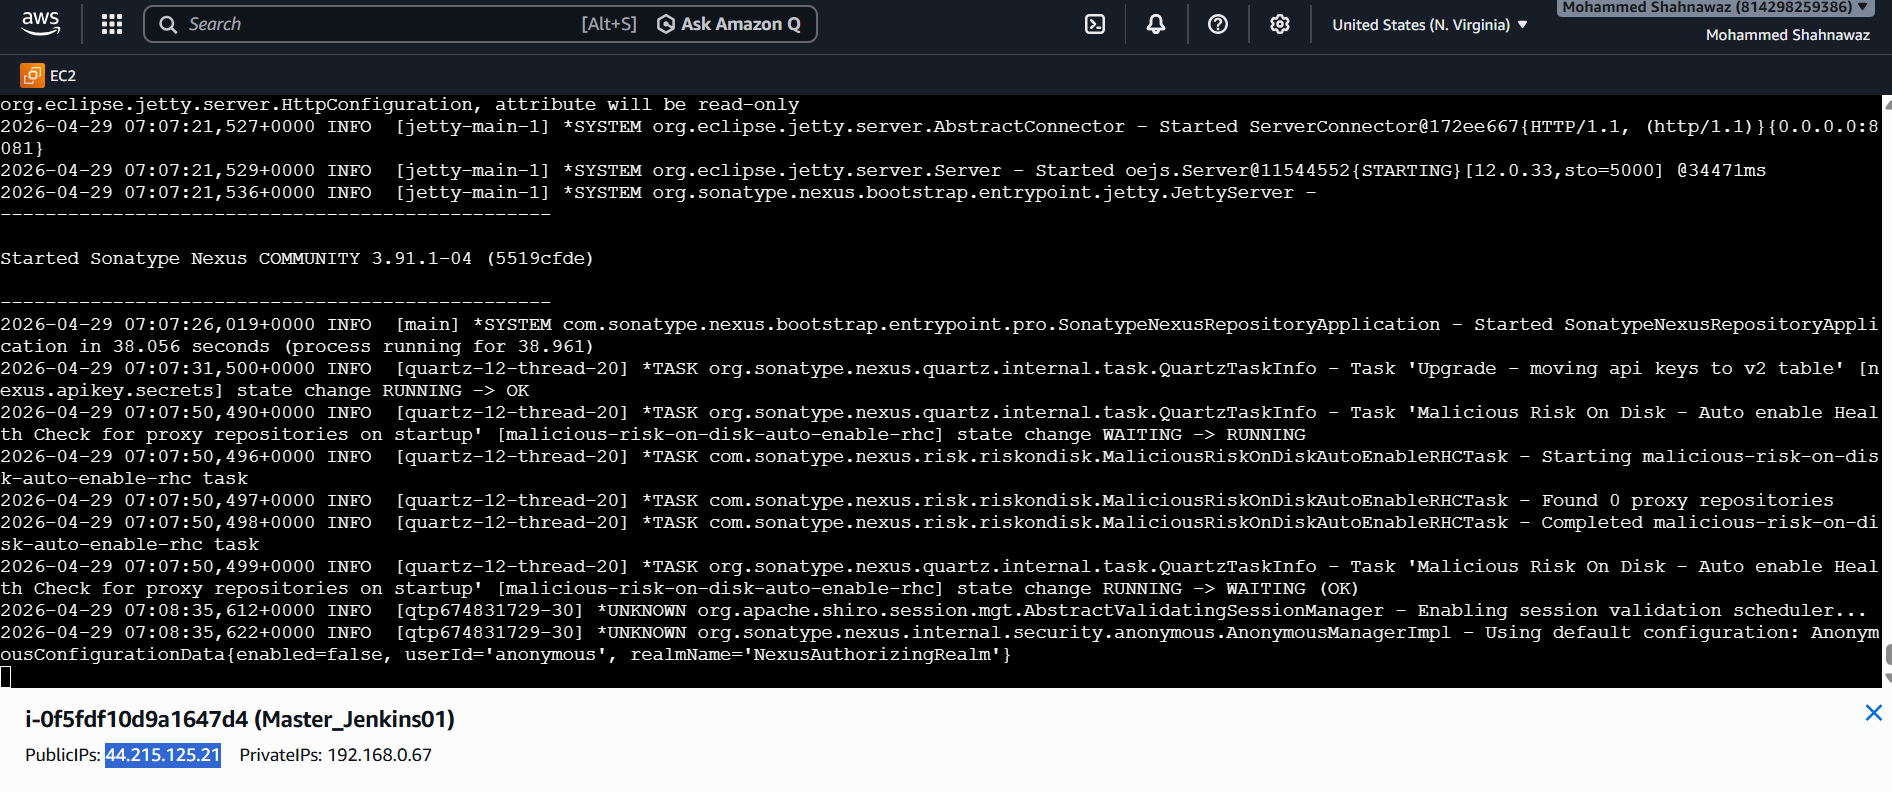 aws
Search [Alt+S] Ask Amazon Q
United States (N. Virginia) ▼
Mohammed Shahnawaz (814298259386) ▼
Mohammed Shahnawaz
EC2
org.eclipse.jetty.server.HttpConfiguration, attribute will be read-only
2026-04-29 07:07:21,527+0000 INFO  [jetty-main-1] *SYSTEM org.eclipse.jetty.server.AbstractConnector - Started ServerConnector@172ee667{HTTP/1.1, (http/1.1)}{0.0.0.0:8
081}
2026-04-29 07:07:21,529+0000 INFO  [jetty-main-1] *SYSTEM org.eclipse.jetty.server.Server - Started oejs.Server@11544552{STARTING}[12.0.33,sto=5000] @34471ms
2026-04-29 07:07:21,536+0000 INFO  [jetty-main-1] *SYSTEM org.sonatype.nexus.bootstrap.entrypoint.jetty.JettyServer -
-------------------------------------------------
Started Sonatype Nexus COMMUNITY 3.91.1-04 (5519cfde)
-------------------------------------------------
2026-04-29 07:07:26,019+0000 INFO  [main] *SYSTEM com.sonatype.nexus.bootstrap.entrypoint.pro.SonatypeNexusRepositoryApplication - Started SonatypeNexusRepositoryAppli
cation in 38.056 seconds (process running for 38.961)
2026-04-29 07:07:31,500+0000 INFO  [quartz-12-thread-20] *TASK org.sonatype.nexus.quartz.internal.task.QuartzTaskInfo - Task 'Upgrade - moving api keys to v2 table' [n
exus.apikey.secrets] state change RUNNING -> OK
2026-04-29 07:07:50,490+0000 INFO  [quartz-12-thread-20] *TASK org.sonatype.nexus.quartz.internal.task.QuartzTaskInfo - Task 'Malicious Risk On Disk - Auto enable Heal
th Check for proxy repositories on startup' [malicious-risk-on-disk-auto-enable-rhc] state change WAITING -> RUNNING
2026-04-29 07:07:50,496+0000 INFO  [quartz-12-thread-20] *TASK com.sonatype.nexus.risk.riskondisk.MaliciousRiskOnDiskAutoEnableRHCTask - Starting malicious-risk-on-dis
k-auto-enable-rhc task
2026-04-29 07:07:50,497+0000 INFO  [quartz-12-thread-20] *TASK com.sonatype.nexus.risk.riskondisk.MaliciousRiskOnDiskAutoEnableRHCTask - Found 0 proxy repositories
2026-04-29 07:07:50,498+0000 INFO  [quartz-12-thread-20] *TASK com.sonatype.nexus.risk.riskondisk.MaliciousRiskOnDiskAutoEnableRHCTask - Completed malicious-risk-on-di
sk-auto-enable-rhc task
2026-04-29 07:07:50,499+0000 INFO  [quartz-12-thread-20] *TASK org.sonatype.nexus.quartz.internal.task.QuartzTaskInfo - Task 'Malicious Risk On Disk - Auto enable Heal
th Check for proxy repositories on startup' [malicious-risk-on-disk-auto-enable-rhc] state change RUNNING -> WAITING (OK)
2026-04-29 07:08:35,612+0000 INFO  [qtp674831729-30] *UNKNOWN org.apache.shiro.session.mgt.AbstractValidatingSessionManager - Enabling session validation scheduler...
2026-04-29 07:08:35,622+0000 INFO  [qtp674831729-30] *UNKNOWN org.sonatype.nexus.internal.security.anonymous.AnonymousManagerImpl - Using default configuration: Anonym
ousConfigurationData{enabled=false, userId='anonymous', realmName='NexusAuthorizingRealm'}
i-0f5fdf10d9a1647d4 (Master_Jenkins01)
PublicIPs: 44.215.125.21 PrivateIPs: 192.168.0.67